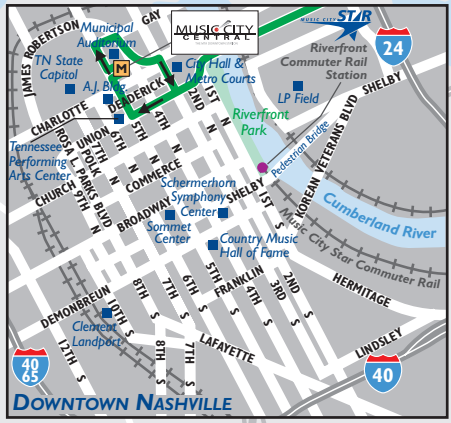 GAY
MUSIC CITY
CENTRAL
MUSIC CITY
STAR
JAMES ROBERTSON
Municipal
Auditorium
M
TN State
Capitol
A.J. Bldg.
City Hall &
Metro Courts
Riverfront
Commuter Rail
Station
24
SHELBY
DEADERICK
LP Field
CHARLOTTE
2ND N
1ST N
Riverfront
Park
KOREAN VETERANS BLVD
Pedestrian Bridge
UNION
6TH N
5TH N
4TH N
Tennessee
Performing
Arts Center
POLK
ROSA L. PARKS BLVD
COMMERCE
CHURCH
9TH N
Schermerhorn
Symphony
Center
SHELBY
1ST S
Cumberland River
BROADWAY
Sommet
Center
Country Music
Hall of Fame
Music City Star Commuter Rail
5TH S
FRANKLIN
4TH S
3RD S
2ND S
HERMITAGE
DEMONBREUN
10TH S
8TH S
7TH S
6TH S
Clement
Landport
12TH S
LAFAYETTE
LINDSLEY
40
65
8TH S
7TH S
40
DOWNTOWN NASHVILLE